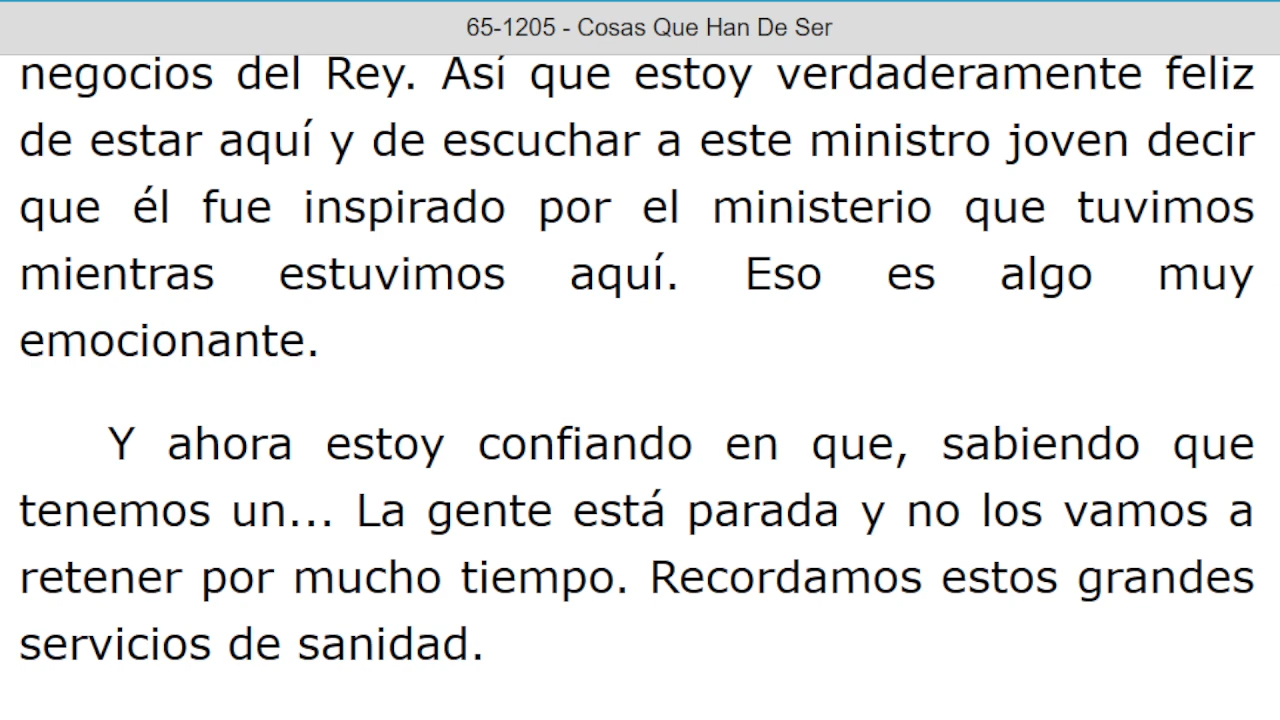 65-1205 - Cosas Que Han De Ser
negocios del Rey. Así que estoy verdaderamente feliz
de estar aquí y de escuchar a este ministro joven decir
que él fue inspirado por el ministerio que tuvimos
mientras estuvimos aquí. Eso es algo muy
emocionante.
Y ahora estoy confiando en que, sabiendo que
tenemos un... La gente está parada y no los vamos a
retener por mucho tiempo. Recordamos estos grandes
servicios de sanidad.